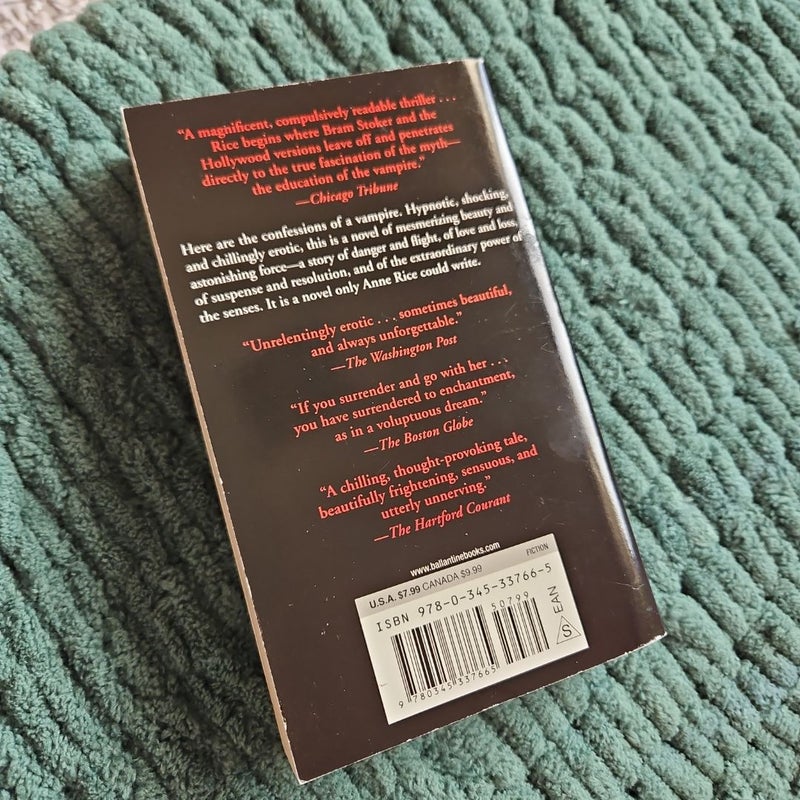 “A magnificent, compulsively readable thriller . . .
Rice begins where Bram Stoker and the
Hollywood versions leave off and penetrates
directly to the true fascination of the myth—
the education of the vampire.”
—Chicago Tribune
Here are the confessions of a vampire. Hypnotic, shocking,
and chillingly erotic, this is a novel of mesmerizing beauty and
astonishing force—a story of danger and flight, of love and loss,
of suspense and resolution, and of the extraordinary power of
the senses. It is a novel only Anne Rice could write.
“Unrelentingly erotic . . . sometimes beautiful,
and always unforgettable.”
—The Washington Post
“If you surrender and go with her . . .
you have surrendered to enchantment,
as in a voluptuous dream.”
—The Boston Globe
“A chilling, thought-provoking tale,
beautifully frightening, sensuous, and
utterly unnerving.”
—The Hartford Courant
www.ballantinebooks.com
U.S.A. $7.99 CANADA $9.99 FICTION
ISBN 978-0-345-33766-5
50799
9 780345 337665
S EAN